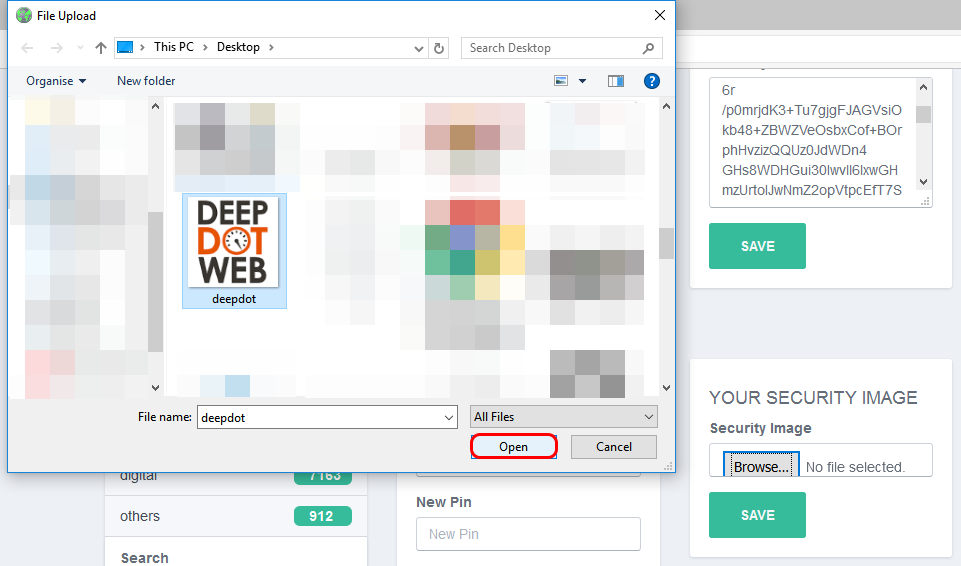 File Upload
This PC
Desktop
Search Desktop
Organise
New folder
DEEP
DOT
WEB
deepdot
File name:
deepdot
All Files
Open
Cancel
6r
/p0mrjdK3+Tu7gjgFJAGVsiO
kb48+ZBWZVeOsbxCof+BOr
phHvzizQQUz0JdWDn4
GHs8WDHGui30lwvll6lxwGH
mzUrtolJwNmZ2opVtpcEfT7S
SAVE
YOUR SECURITY IMAGE
Security Image
Browse...
No file selected.
SAVE
digital
7163
others
912
Search
New Pin
New Pin